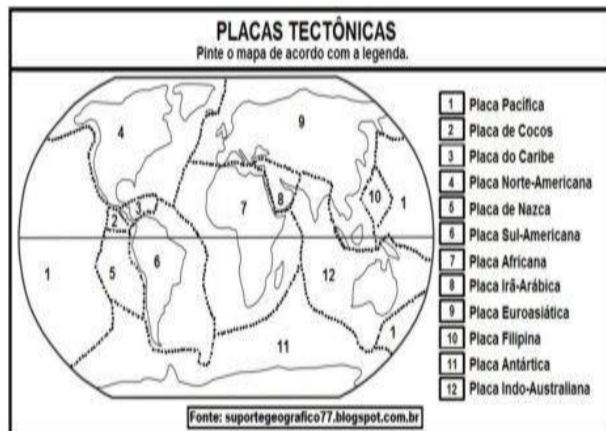 PLACAS TECTÔNICAS
Pinte o mapa de acordo com a legenda.
4
9
3
2
7
8
10
1
1
5
6
12
1
11
1 Placa Pacífica
2 Placa de Cocos
3 Placa do Caribe
4 Placa Norte-Americana
5 Placa de Nazca
6 Placa Sul-Americana
7 Placa Africana
8 Placa Irã-Arábica
9 Placa Euroasiática
10 Placa Filipina
11 Placa Antártica
12 Placa Indo-Australiana
Fonte: suportegeografico77.blogspot.com.br